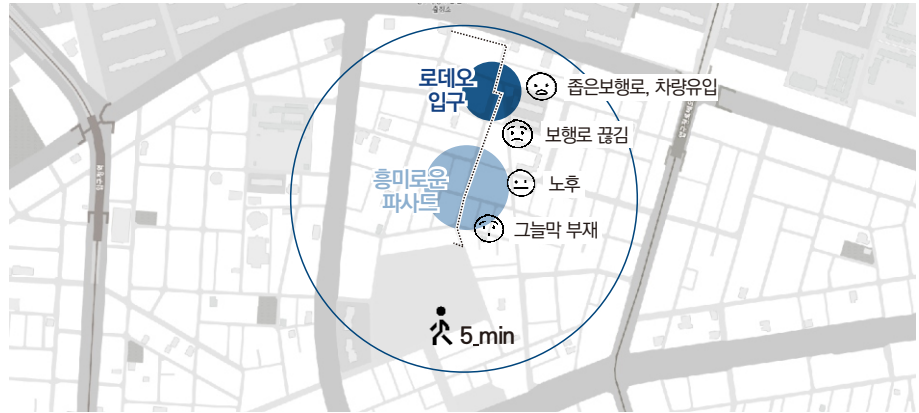 로데오
입구
좁은보행로, 차량유입
보행로 끊김
흥미로운
파사드
노후
그늘막 부재
5_min